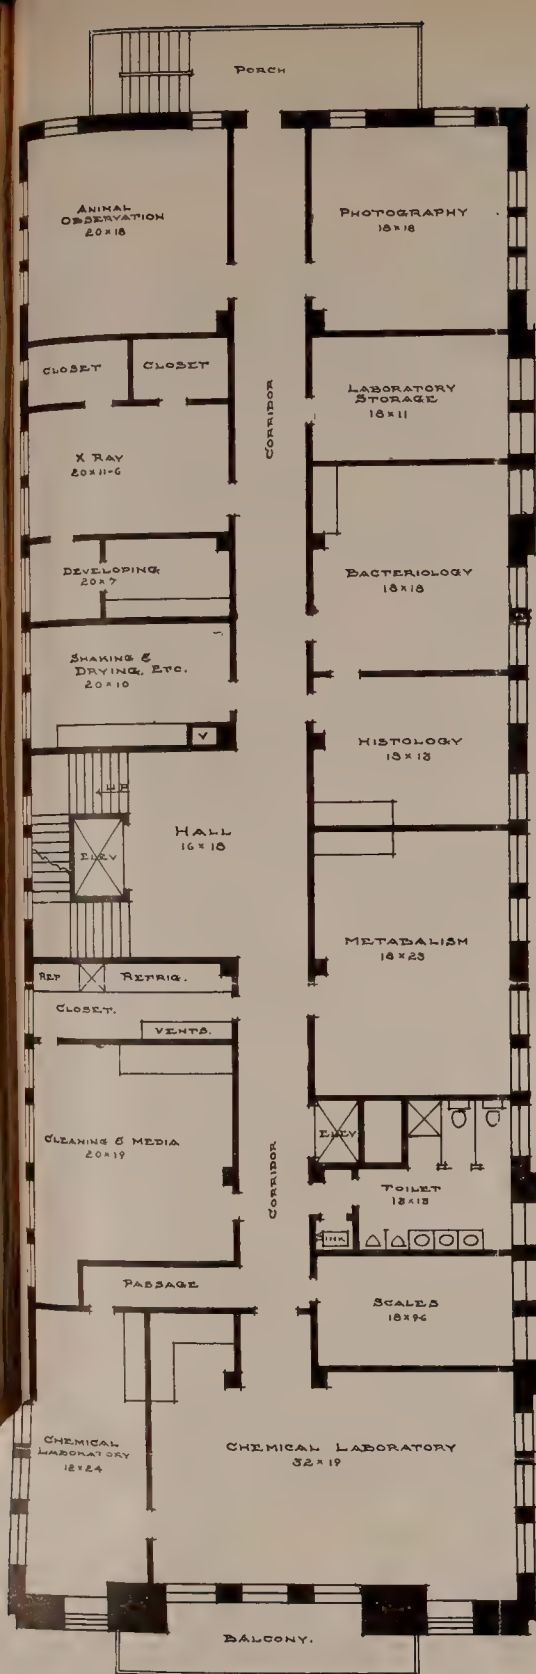 PORCH
ANIMAL
OBSERVATION
20 × 18
PHOTOGRAPHY
18 × 18
CLOSET
CLOSET
CORRIDOR
LABORATORY
STORAGE
18 × 11
X RAY
20 × 11-6
DEVELOPING
20 × 7
BACTERIOLOGY
18 × 18
SHAKING &
DRYING, ETC.
20 × 10
V
HISTOLOGY
18 × 13
UP
HALL
16 × 18
ELEV
METABALISM
18 × 23
REF
REFRIG.
CLOSET.
VENTS.
CLEANING & MEDIA
20 × 19
CORRIDOR
ELEV
TOILET
18 × 13
PASSAGE
SCALES
18 × 9-6
CHEMICAL
LABORATORY
12 × 24
CHEMICAL LABORATORY
32 × 19
BALCONY.